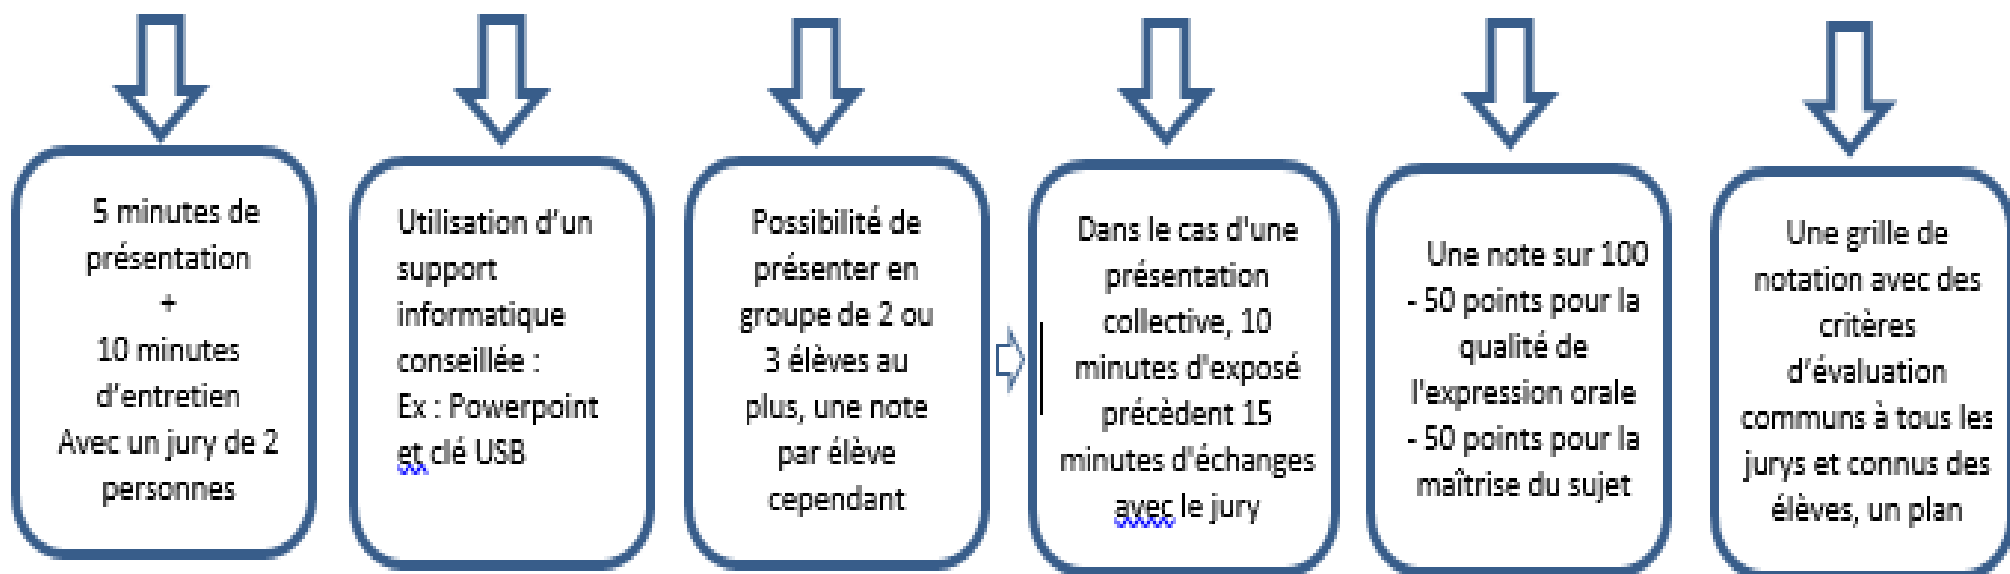 5 minutes de
présentation
+
10 minutes
d'entretien
Avec un jury de 2
personnes
Utilisation d'un
support
informatique
conseillée :
Ex : Powerpoint
et clé USB
Possibilité de
présenter en
groupe de 2 ou
3 élèves au
plus, une note
par élève
cependant
Dans le cas d'une
présentation
collective, 10
minutes d'exposé
précèdent 15
minutes d'échanges
avec le jury
Une note sur 100
- 50 points pour la
qualité de
l'expression orale
- 50 points pour la
maîtrise du sujet
Une grille de
notation avec des
critères
d'évaluation
communs à tous les
jurys et connus des
élèves, un plan